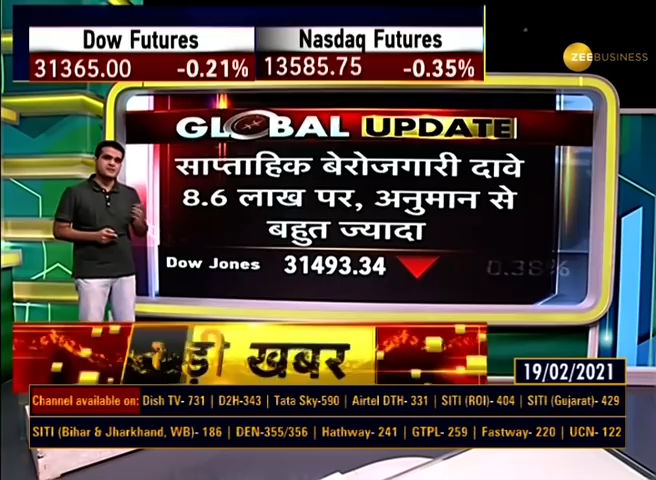 Dow Futures
31365.00 -0.21%
Nasdaq Futures
13585.75 -0.35%
ZEEBUSINESS
GLOBAL UPDATE
साप्ताहिक बेरोजगारी दावे
8.6 लाख पर, अनुमान से
बहुत ज्यादा
Dow Jones 31493.34 0.38%
बड़ी खबर
19/02/2021
Channel available on: Dish TV- 731 | D2H-343 | Tata Sky-590 | Airtel DTH- 331 | SITI (ROI)- 404 | SITI (Gujarat)- 429
SITI (Bihar & Jharkhand, WB)- 186 | DEN-355/356 | Hathway- 241 | GTPL- 259 | Fastway- 220 | UCN- 122